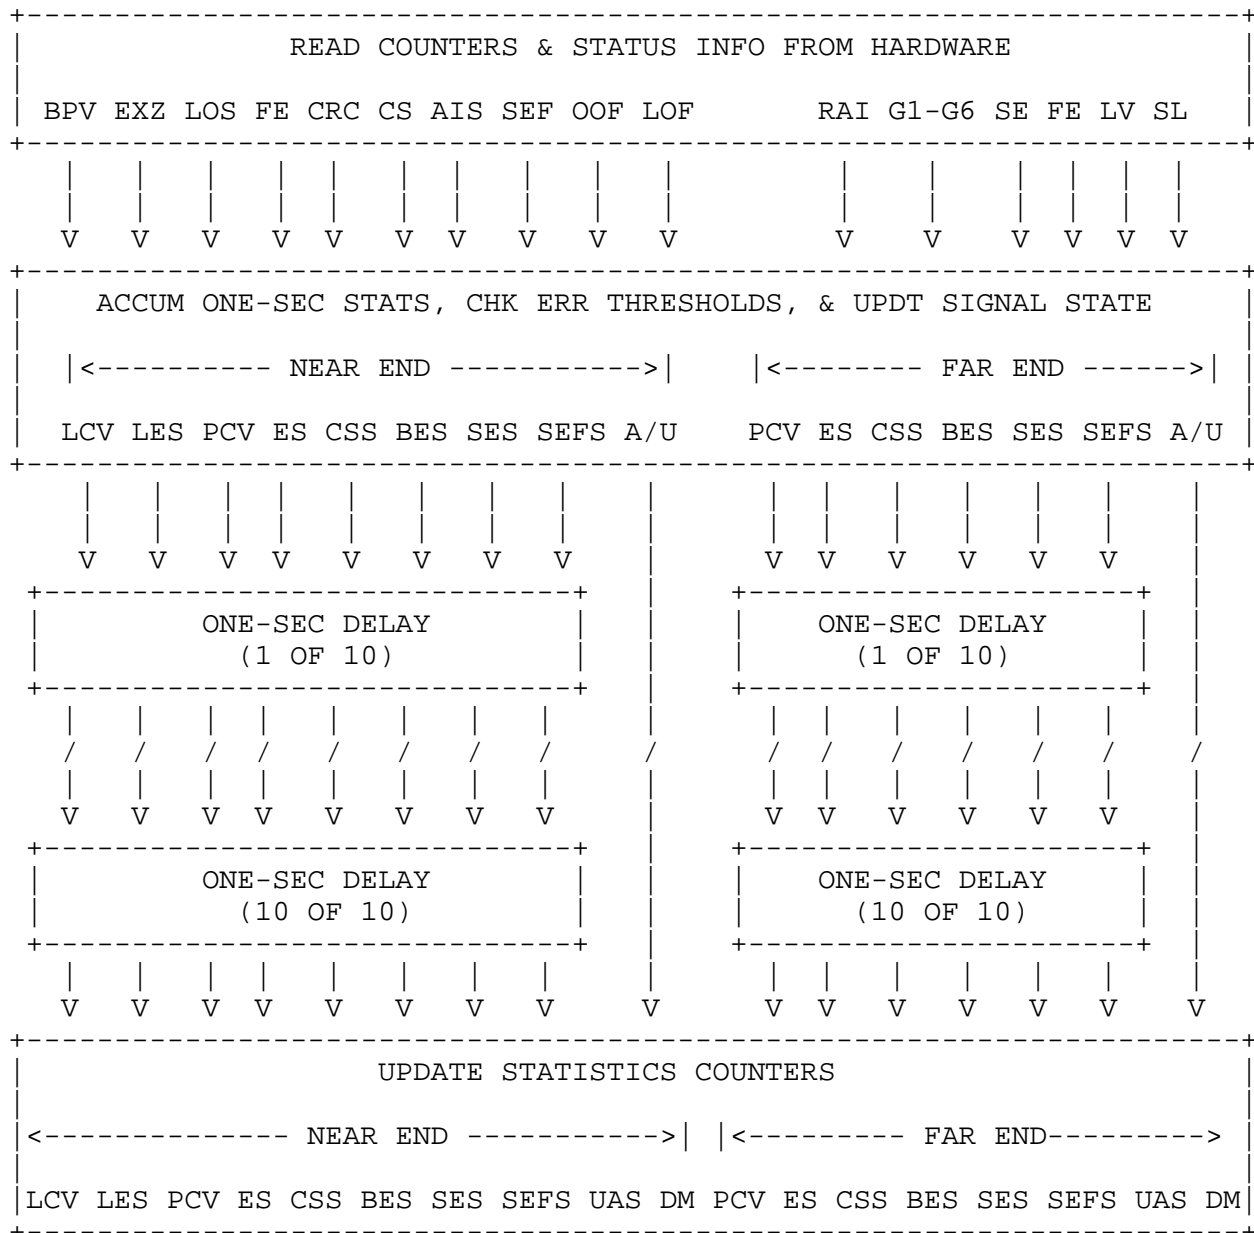 READ COUNTERS & STATUS INFO FROM HARDWARE
BPV EXZ LOS FE CRC CS AIS SEF OOF LOF RAI G1-G6 SE FE LV SL
V V V V V V V V V V V V V V V V
ACCUM ONE-SEC STATS, CHK ERR THRESHOLDS, & UPDT SIGNAL STATE
|<---------- NEAR END ----------->| |<-------- FAR END ------>|
LCV LES PCV ES CSS BES SES SEFS A/U PCV ES CSS BES SES SEFS A/U
V V V V V V V V V V V V V V
ONE-SEC DELAY ONE-SEC DELAY
(1 OF 10) (1 OF 10)
/ / / / / / / / / / / / / / / /
V V V V V V V V V V V V V V
ONE-SEC DELAY ONE-SEC DELAY
(10 OF 10) (10 OF 10)
V V V V V V V V V V V V V V V V
UPDATE STATISTICS COUNTERS
|<-------------- NEAR END ----------->| |<--------- FAR END--------->
LCV LES PCV ES CSS BES SES SEFS UAS DM PCV ES CSS BES SES SEFS UAS DM